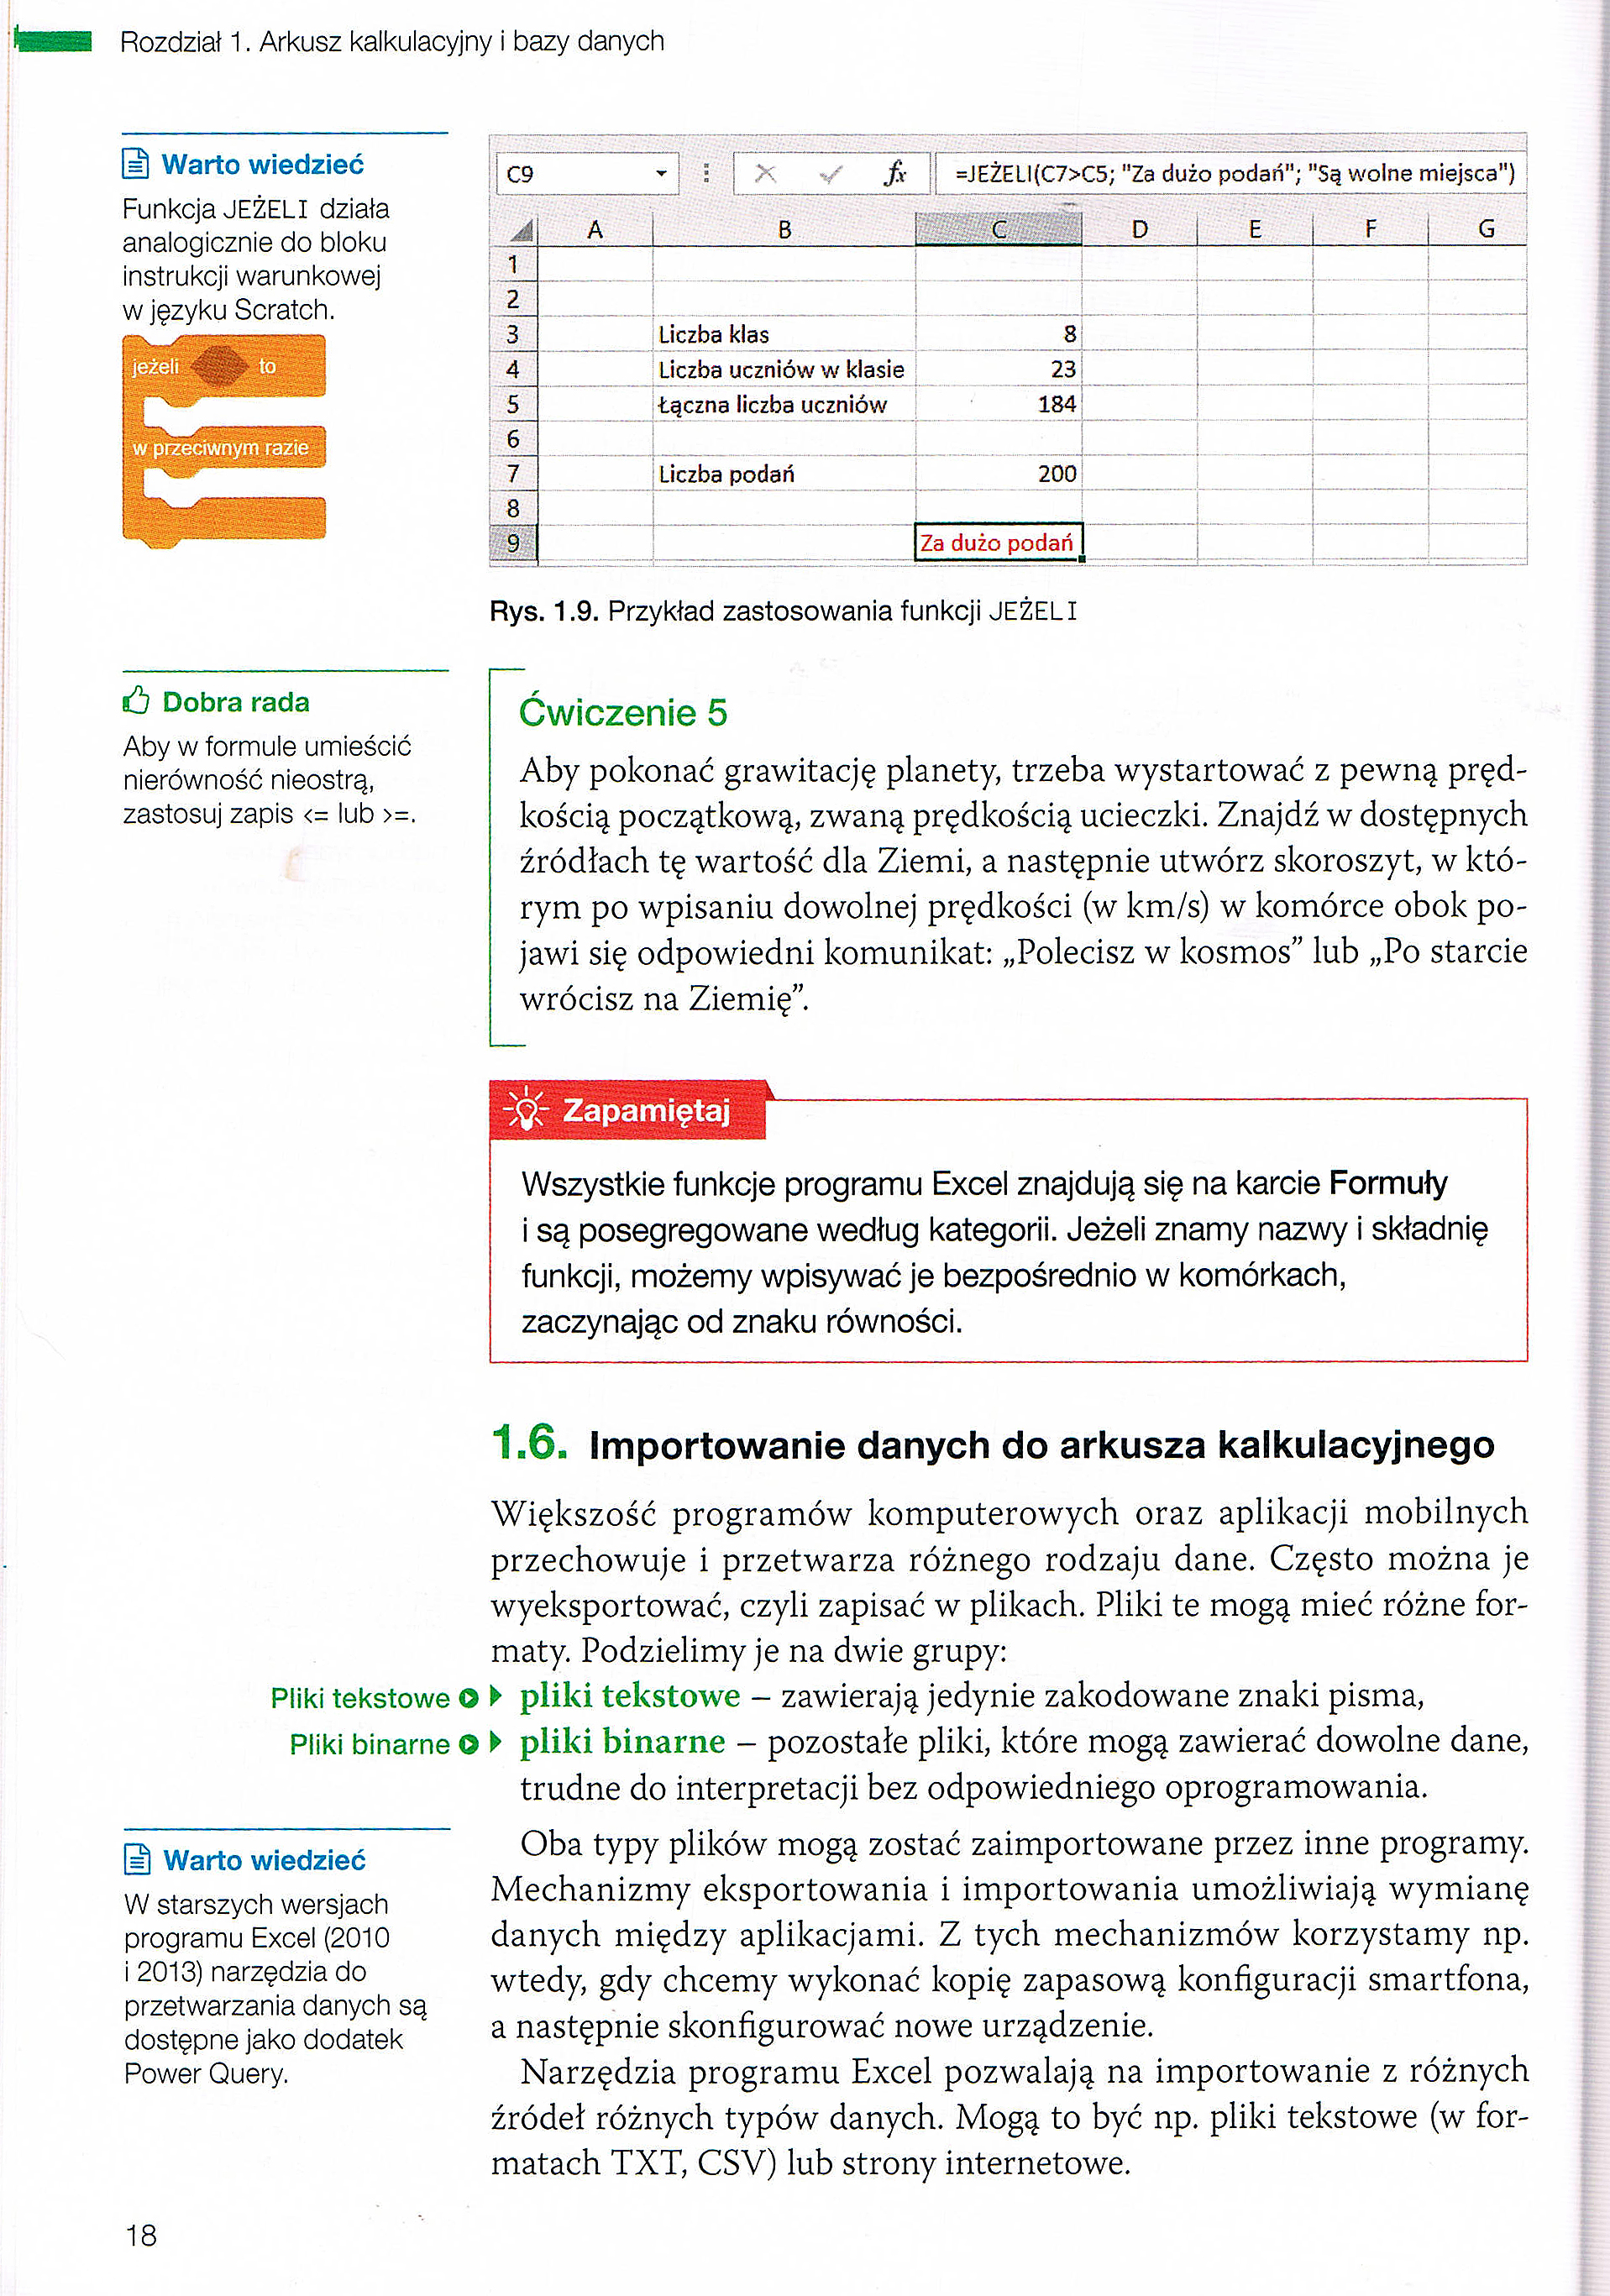 Rozdział 1. Arkusz kalkulacyjny i bazy danych
Warto wiedzieć
Funkcja JEŻELI działa
analogicznie do bloku
instrukcji warunkowej
w języku Scratch.
jeżeli to
w przeciwnym razie
C9 fx =JEŻELI(C7>C5; "Za dużo podań"; "Są wolne miejsca")
A B C D E F G
1
2
3 Liczba klas 8
4 Liczba uczniów w klasie 23
5 Łączna liczba uczniów 184
6
7 Liczba podań 200
8
9 Za dużo podań
Rys. 1.9. Przykład zastosowania funkcji JEŻELI
Dobra rada
Aby w formule umieścić
nierówność nieostrą,
zastosuj zapis <= lub >=.
Ćwiczenie 5
Aby pokonać grawitację planety, trzeba wystartować z pewną pręd-
kością początkową, zwaną prędkością ucieczki. Znajdź w dostępnych
źródłach tę wartość dla Ziemi, a następnie utwórz skoroszyt, w któ-
rym po wpisaniu dowolnej prędkości (w km/s) w komórce obok po-
jawi się odpowiedni komunikat: „Polecisz w kosmos” lub „Po starcie
wrócisz na Ziemię”.
Zapamiętaj
Wszystkie funkcje programu Excel znajdują się na karcie Formuły
i są posegregowane według kategorii. Jeżeli znamy nazwy i składnię
funkcji, możemy wpisywać je bezpośrednio w komórkach,
zaczynając od znaku równości.
1.6. Importowanie danych do arkusza kalkulacyjnego
Większość programów komputerowych oraz aplikacji mobilnych
przechowuje i przetwarza różnego rodzaju dane. Często można je
wyeksportować, czyli zapisać w plikach. Pliki te mogą mieć różne for-
maty. Podzielimy je na dwie grupy:
Pliki tekstowe pliki tekstowe – zawierają jedynie zakodowane znaki pisma,
Pliki binarne pliki binarne – pozostałe pliki, które mogą zawierać dowolne dane,
trudne do interpretacji bez odpowiedniego oprogramowania.
Oba typy plików mogą zostać zaimportowane przez inne programy.
Mechanizmy eksportowania i importowania umożliwiają wymianę
danych między aplikacjami. Z tych mechanizmów korzystamy np.
wtedy, gdy chcemy wykonać kopię zapasową konfiguracji smartfona,
a następnie skonfigurować nowe urządzenie.
Narzędzia programu Excel pozwalają na importowanie z różnych
źródeł różnych typów danych. Mogą to być np. pliki tekstowe (w for-
matach TXT, CSV) lub strony internetowe.
Warto wiedzieć
W starszych wersjach
programu Excel (2010
i 2013) narzędzia do
przetwarzania danych są
dostępne jako dodatek
Power Query.
18